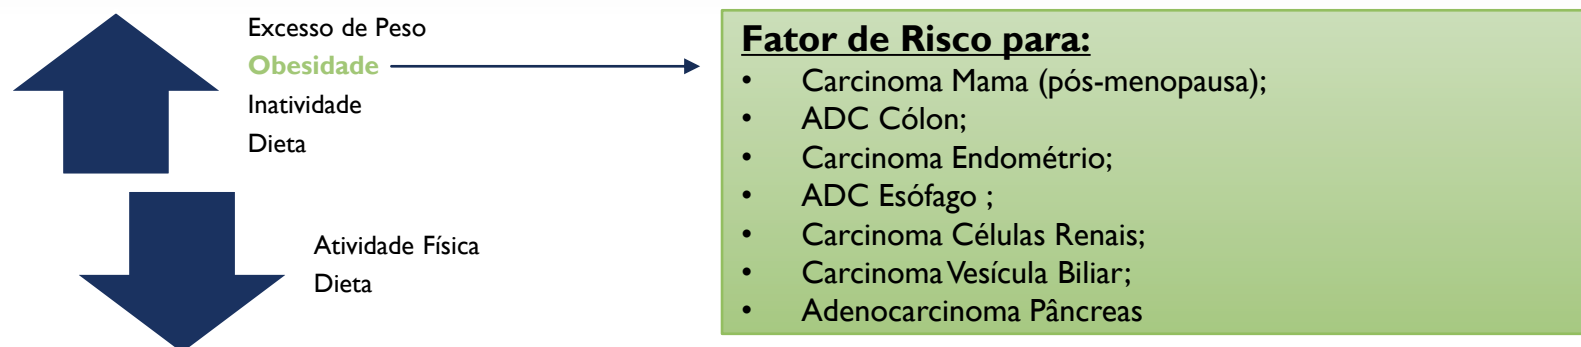 Excesso de Peso
Obesidade
Inatividade
Dieta
Atividade Física
Dieta
Fator de Risco para:
• Carcinoma Mama (pós-menopausa);
• ADC Cólon;
• Carcinoma Endométrio;
• ADC Esófago ;
• Carcinoma Células Renais;
• Carcinoma Vesícula Biliar;
• Adenocarcinoma Pâncreas